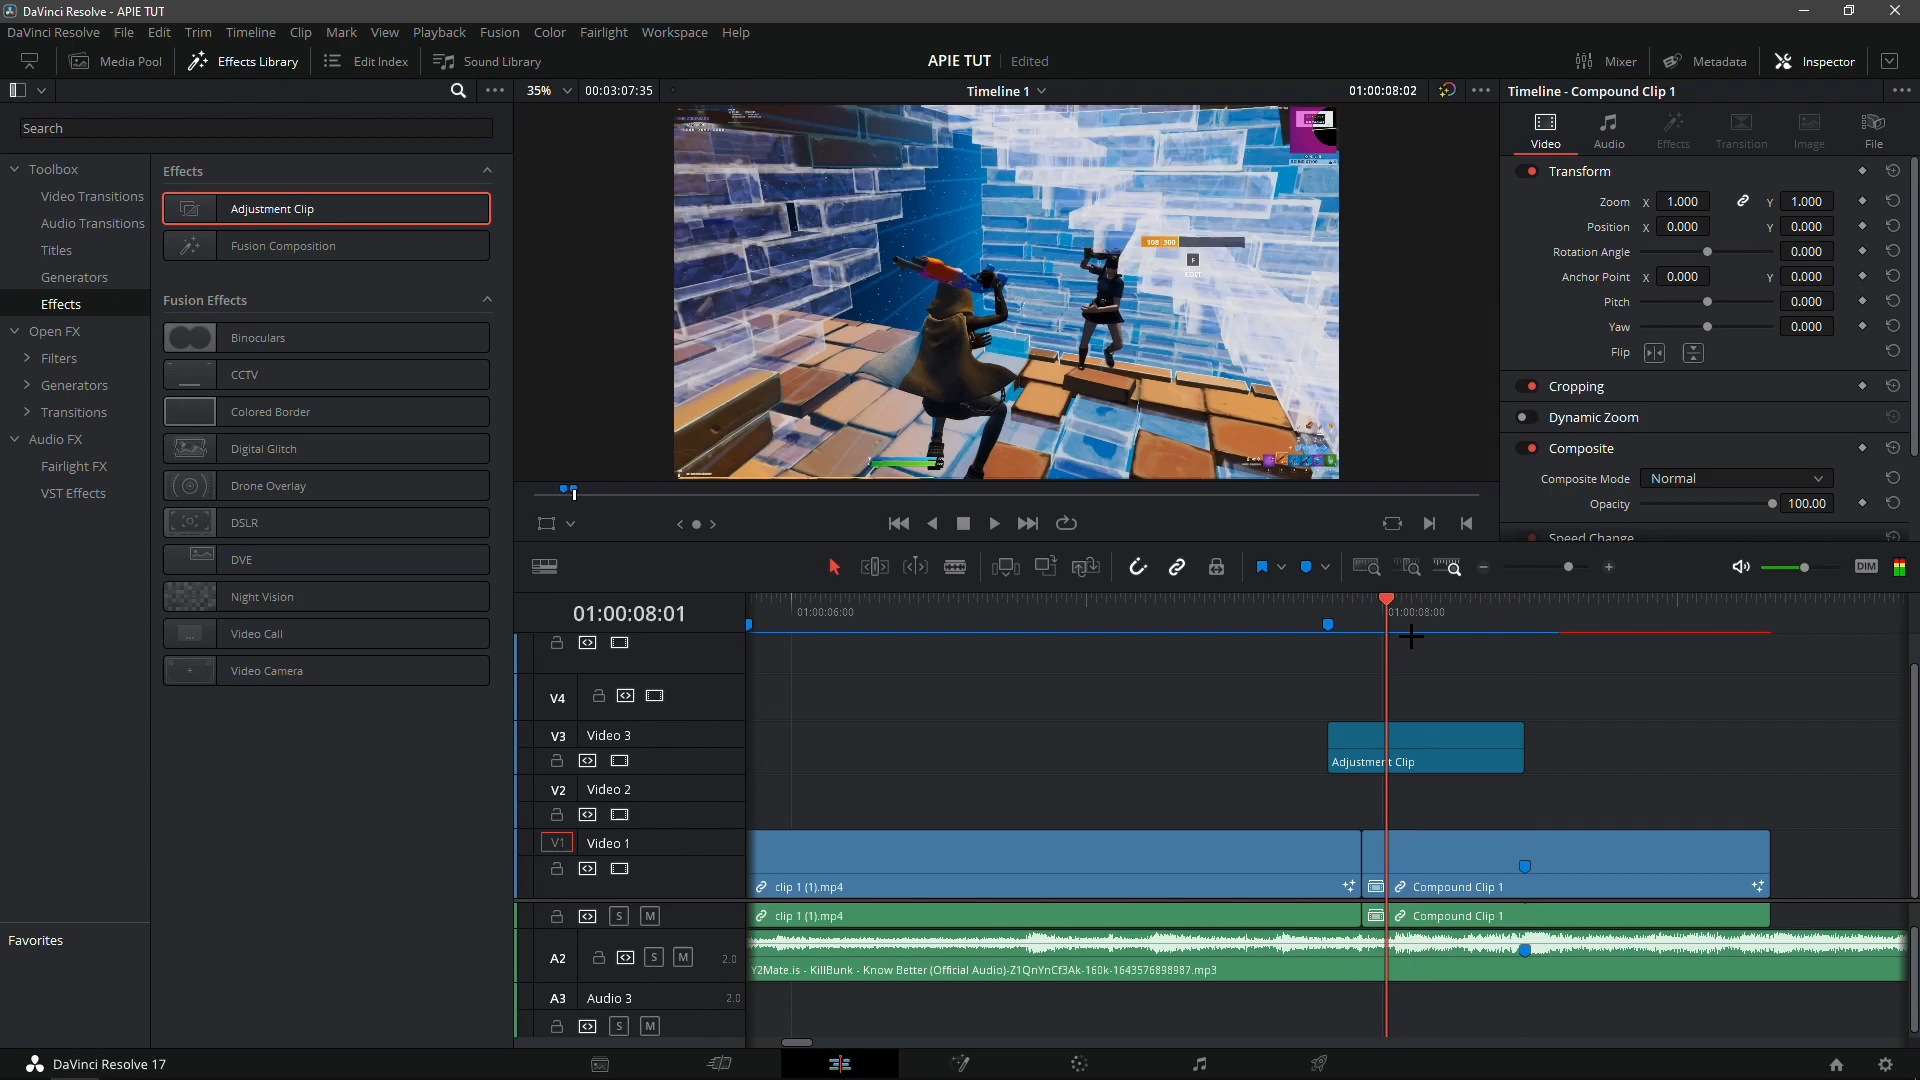 DaVinci Resolve - APIE TUT
DaVinci Resolve File Edit Trim Timeline Clip Mark View Playback Fusion Color Fairlight Workspace Help
Media Pool Effects Library Edit Index Sound Library
APIE TUT Edited
Mixer Metadata Inspector
35% 00:03:07:35 Timeline 1 01:00:08:02
Timeline - Compound Clip 1
Search
Toolbox
Video Transitions
Audio Transitions
Titles
Generators
Effects
Open FX
Filters
Generators
Transitions
Audio FX
Fairlight FX
VST Effects
Favorites
Effects
Adjustment Clip
Fusion Composition
Fusion Effects
Binoculars
CCTV
Colored Border
Digital Glitch
Drone Overlay
DSLR
DVE
Night Vision
Video Call
Video Camera
108 300
F
EDIT
Video Audio Effects Transition Image File
Transform
Zoom X 1.000 Y 1.000
Position X 0.000 Y 0.000
Rotation Angle 0.000
Anchor Point X 0.000 Y 0.000
Pitch 0.000
Yaw 0.000
Flip
Cropping
Dynamic Zoom
Composite
Composite Mode Normal
Opacity 100.00
Speed Change
DIM
01:00:08:01
01:00:06:00 01:00:08:00
V4
V3 Video 3
Adjustment Clip
V2 Video 2
V1 Video 1
clip 1 (1).mp4 Compound Clip 1
S M
clip 1 (1).mp4 Compound Clip 1
A2 S M 2.0
Y2Mate.is - KillBunk - Know Better (Official Audio)-Z1QnYnCf3Ak-160k-1643576898987.mp3
A3 Audio 3 2.0
S M
DaVinci Resolve 17